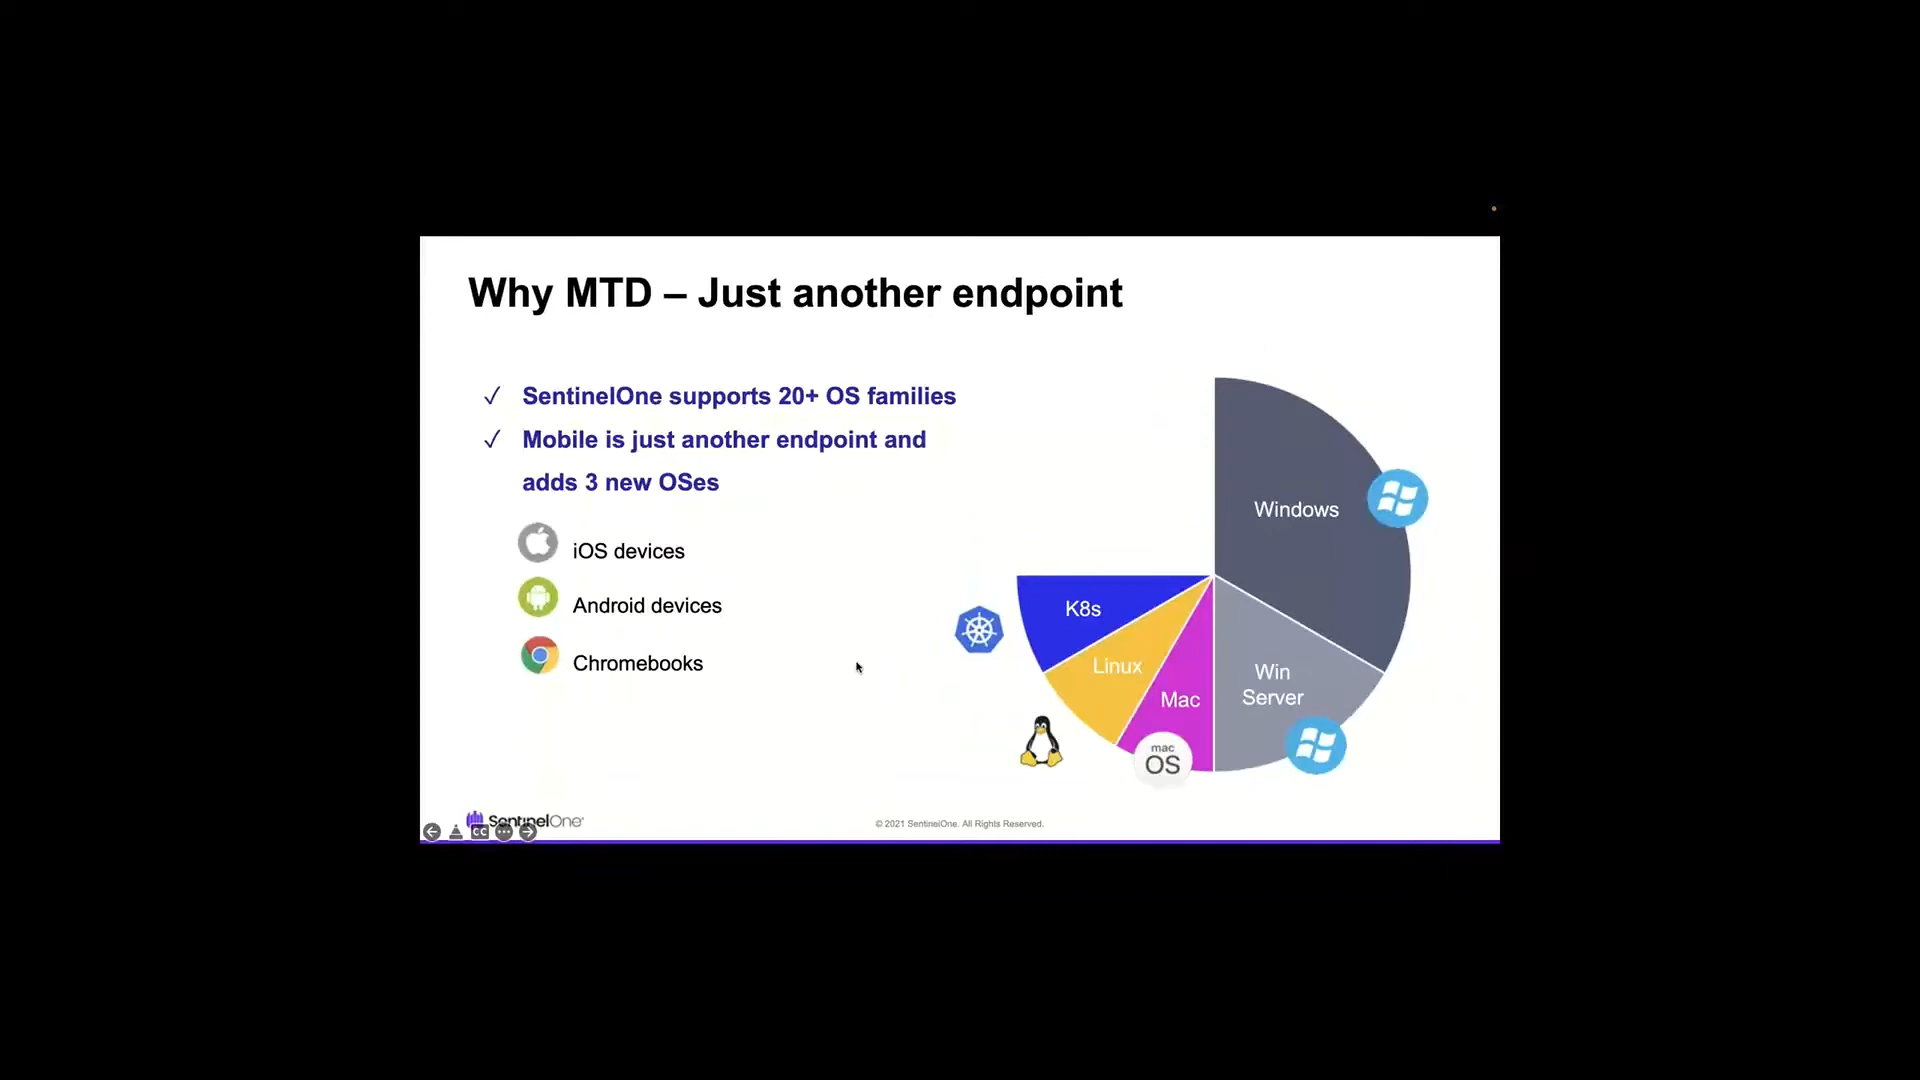 Why MTD – Just another endpoint
✓ SentinelOne supports 20+ OS families
✓ Mobile is just another endpoint and
adds 3 new OSes
iOS devices
Android devices
Chromebooks
Windows
Win
Server
Mac
mac
OS
Linux
K8s
SentinelOne
CC
© 2021 SentinelOne. All Rights Reserved.